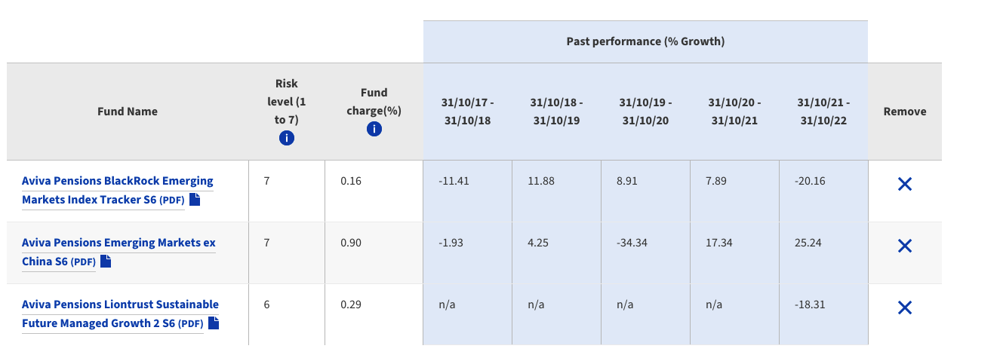 Past performance (% Growth)
Fund Name
Risk
level (1
to 7)
i
Fund
charge(%)
i
31/10/17 -
31/10/18
31/10/18 -
31/10/19
31/10/19 -
31/10/20
31/10/20 -
31/10/21
31/10/21 -
31/10/22
Remove
Aviva Pensions BlackRock Emerging
Markets Index Tracker S6 (PDF)
7
0.16
-11.41
11.88
8.91
7.89
-20.16
Aviva Pensions Emerging Markets ex
China S6 (PDF)
7
0.90
-1.93
4.25
-34.34
17.34
25.24
Aviva Pensions Liontrust Sustainable
Future Managed Growth 2 S6 (PDF)
6
0.29
n/a
n/a
n/a
n/a
-18.31